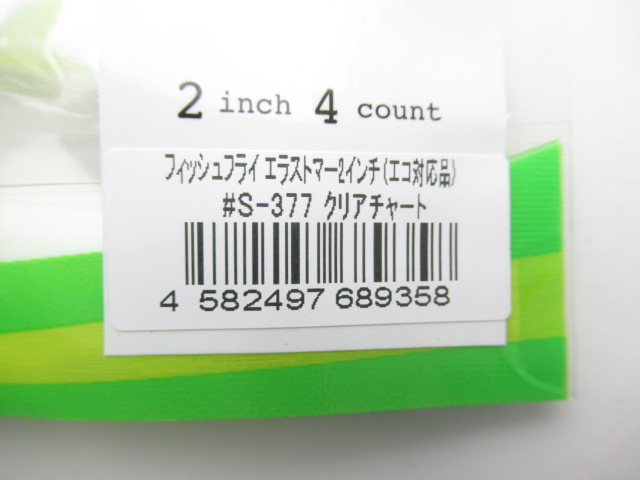 2 inch 4 count
フィッシュフライ エラストマー2インチ(エコ対応品)
#S-377 クリアチャート
4 582497 689358